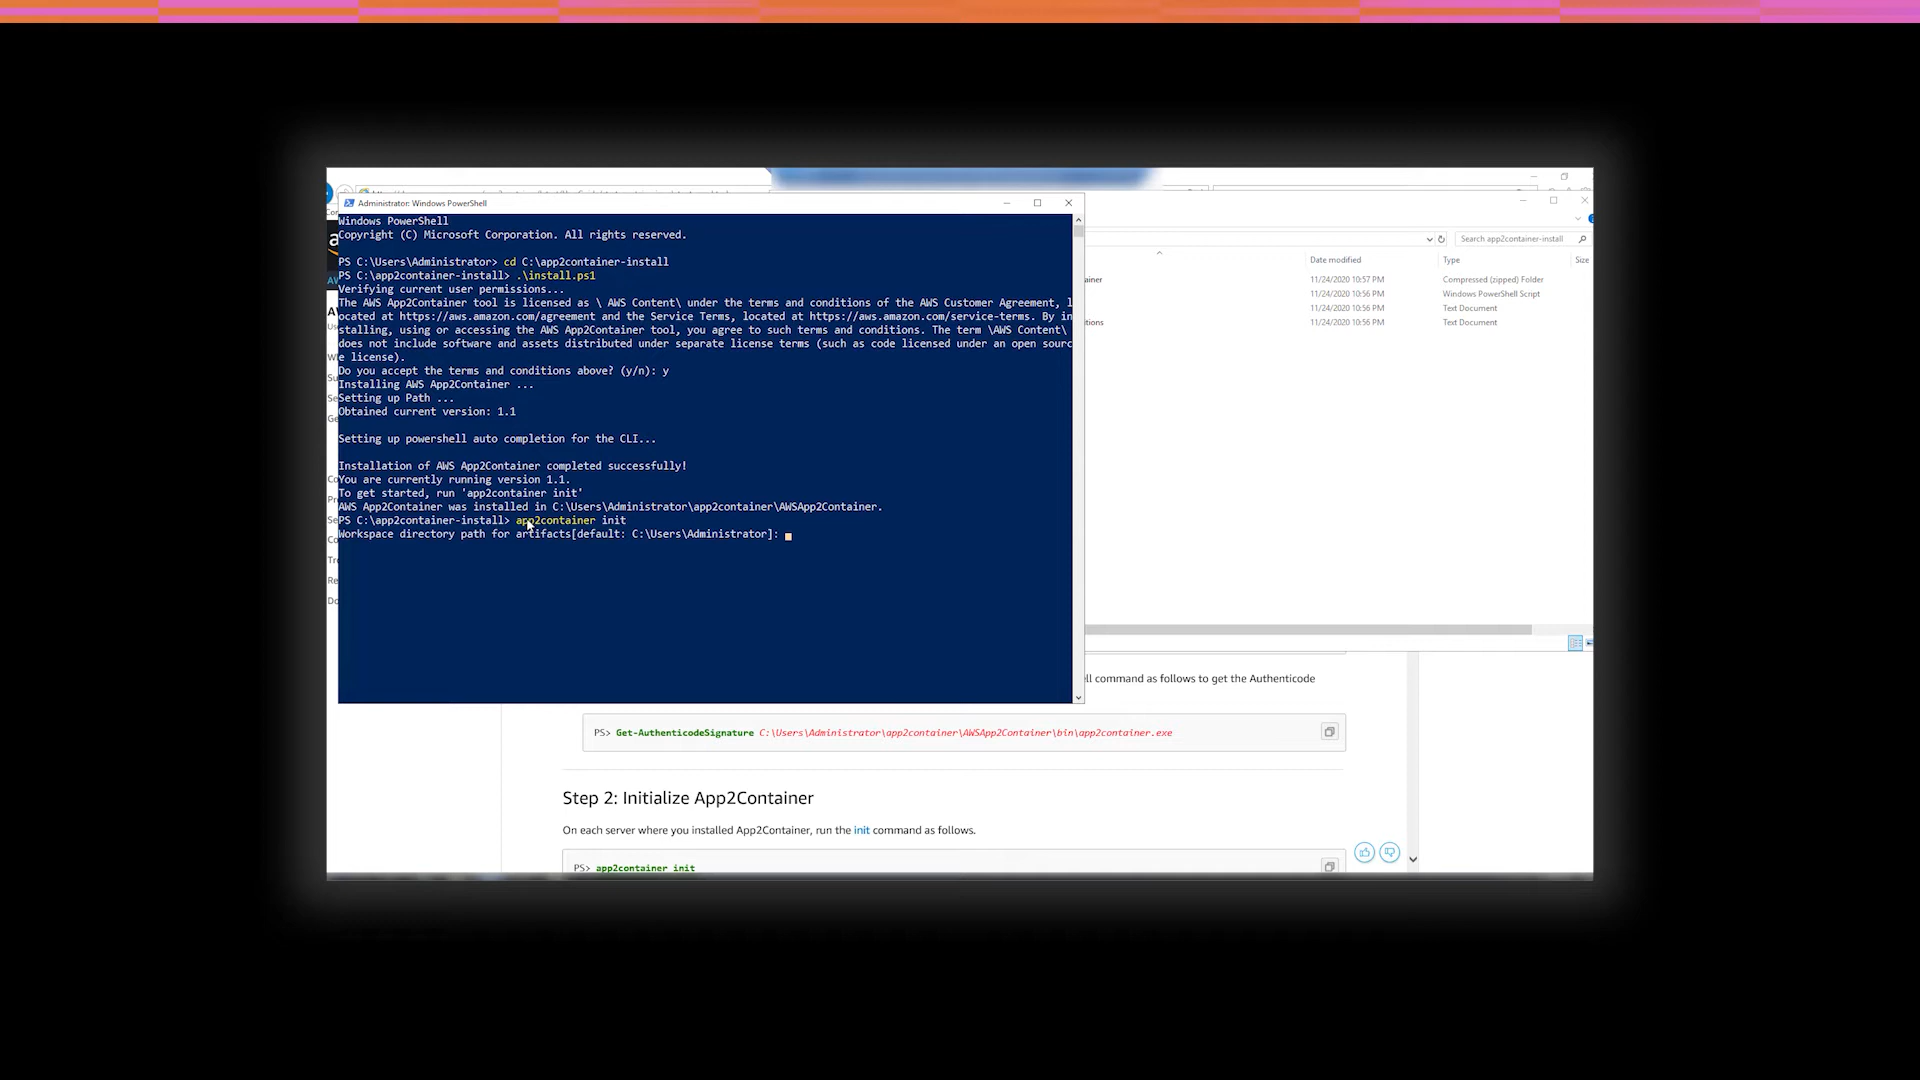 Administrator: Windows PowerShell
Windows PowerShell
Copyright (C) Microsoft Corporation. All rights reserved.
PS C:\Users\Administrator> cd C:\app2container-install
PS C:\app2container-install> .\install.ps1
Verifying current user permissions...
The AWS App2Container tool is licensed as \ AWS Content\ under the terms and conditions of the AWS Customer Agreement, l
ocated at https://aws.amazon.com/agreement and the Service Terms, located at https://aws.amazon.com/service-terms. By in
stalling, using or accessing the AWS App2Container tool, you agree to such terms and conditions. The term \AWS Content\
does not include software and assets distributed under separate license terms (such as code licensed under an open sourc
e license).
Do you accept the terms and conditions above? (y/n): y
Installing AWS App2Container ...
Setting up Path ...
Obtained current version: 1.1
Setting up powershell auto completion for the CLI...
Installation of AWS App2Container completed successfully!
You are currently running version 1.1.
To get started, run 'app2container init'
AWS App2Container was installed in C:\Users\Administrator\app2container\AWSApp2Container.
PS C:\app2container-install> app2container init
Workspace directory path for artifacts[default: C:\Users\Administrator]:
Search app2container-install
Date modified Type Size
ainer 11/24/2020 10:57 PM Compressed (zipped) Folder
11/24/2020 10:56 PM Windows PowerShell Script
11/24/2020 10:56 PM Text Document
tions 11/24/2020 10:56 PM Text Document
ll command as follows to get the Authenticode
PS> Get-AuthenticodeSignature C:\Users\Administrator\app2container\AWSApp2Container\bin\app2container.exe
Step 2: Initialize App2Container
On each server where you installed App2Container, run the init command as follows.
PS> app2container init